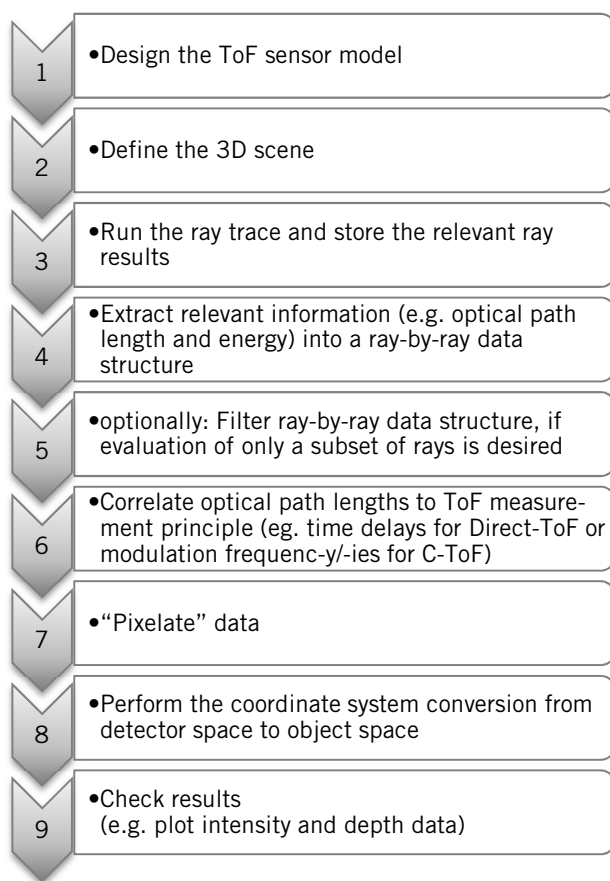 1
•Design the ToF sensor model
2
•Define the 3D scene
3
•Run the ray trace and store the relevant ray
results
4
•Extract relevant information (e.g. optical path
length and energy) into a ray-by-ray data
structure
5
•optionally: Filter ray-by-ray data structure, if
evaluation of only a subset of rays is desired
6
•Correlate optical path lengths to ToF measure-
ment principle (eg. time delays for Direct-ToF or
modulation frequenc-y/-ies for C-ToF)
7
•“Pixelate” data
8
•Perform the coordinate system conversion from
detector space to object space
9
•Check results
(e.g. plot intensity and depth data)